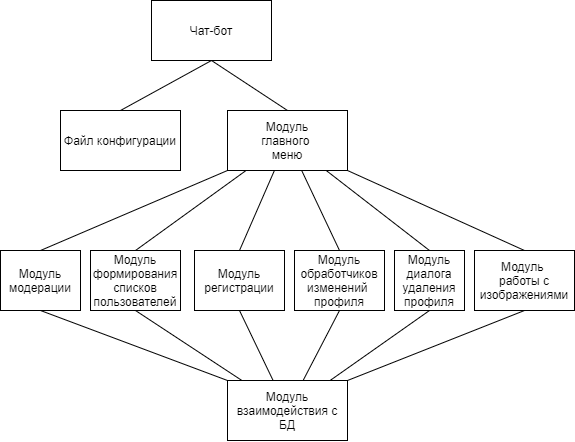 Чат-бот
Файл конфигурации
Модуль
главного
меню
Модуль
модерации
Модуль
формирования
списков
пользователей
Модуль
регистрации
Модуль
обработчиков
изменений
профиля
Модуль
диалога
удаления
профиля
Модуль
работы с
изображениями
Модуль
взаимодействия с
БД